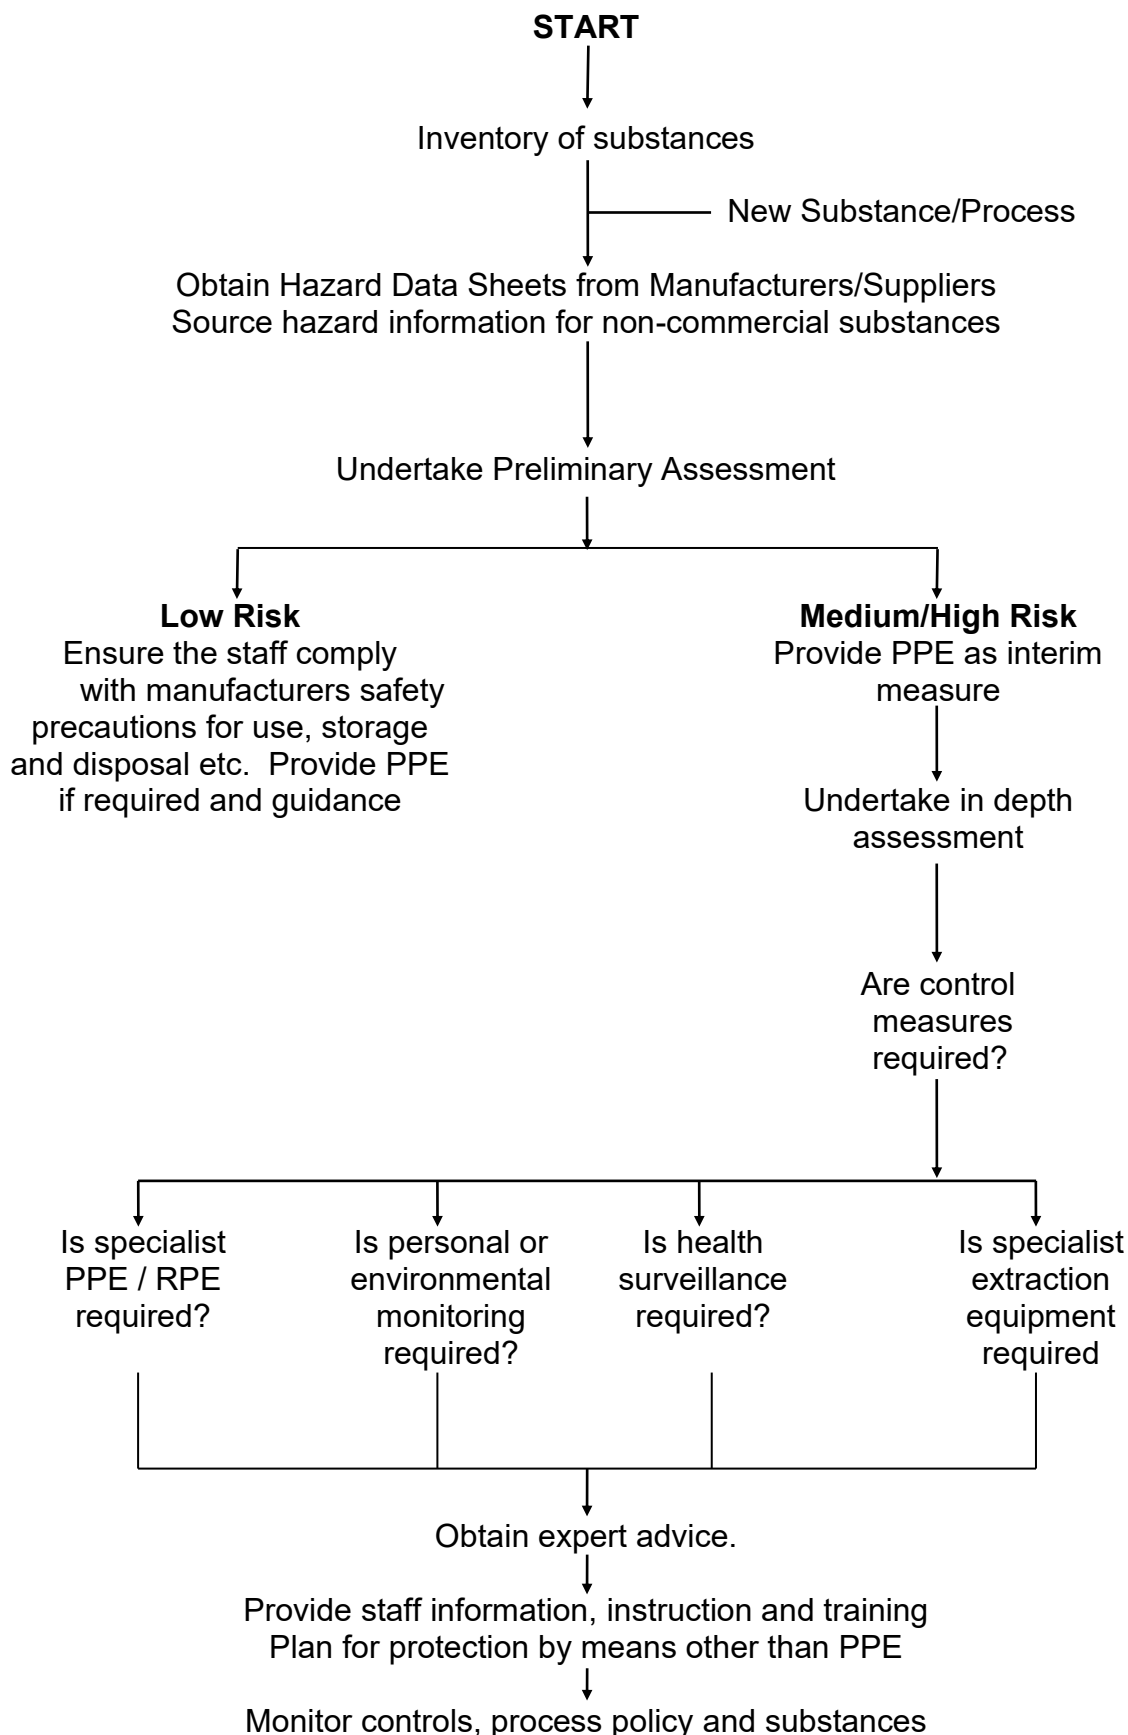 START
Inventory of substances
New Substance/Process
Obtain Hazard Data Sheets from Manufacturers/Suppliers
Source hazard information for non-commercial substances
Undertake Preliminary Assessment
Low Risk
Ensure the staff comply
with manufacturers safety
precautions for use, storage
and disposal etc.  Provide PPE
if required and guidance
Medium/High Risk
Provide PPE as interim
measure
Undertake in depth
assessment
Are control
measures
required?
Is specialist
PPE / RPE
required?
Is personal or
environmental
monitoring
required?
Is health
surveillance
required?
Is specialist
extraction
equipment
required
Obtain expert advice.
Provide staff information, instruction and training
Plan for protection by means other than PPE
Monitor controls, process policy and substances